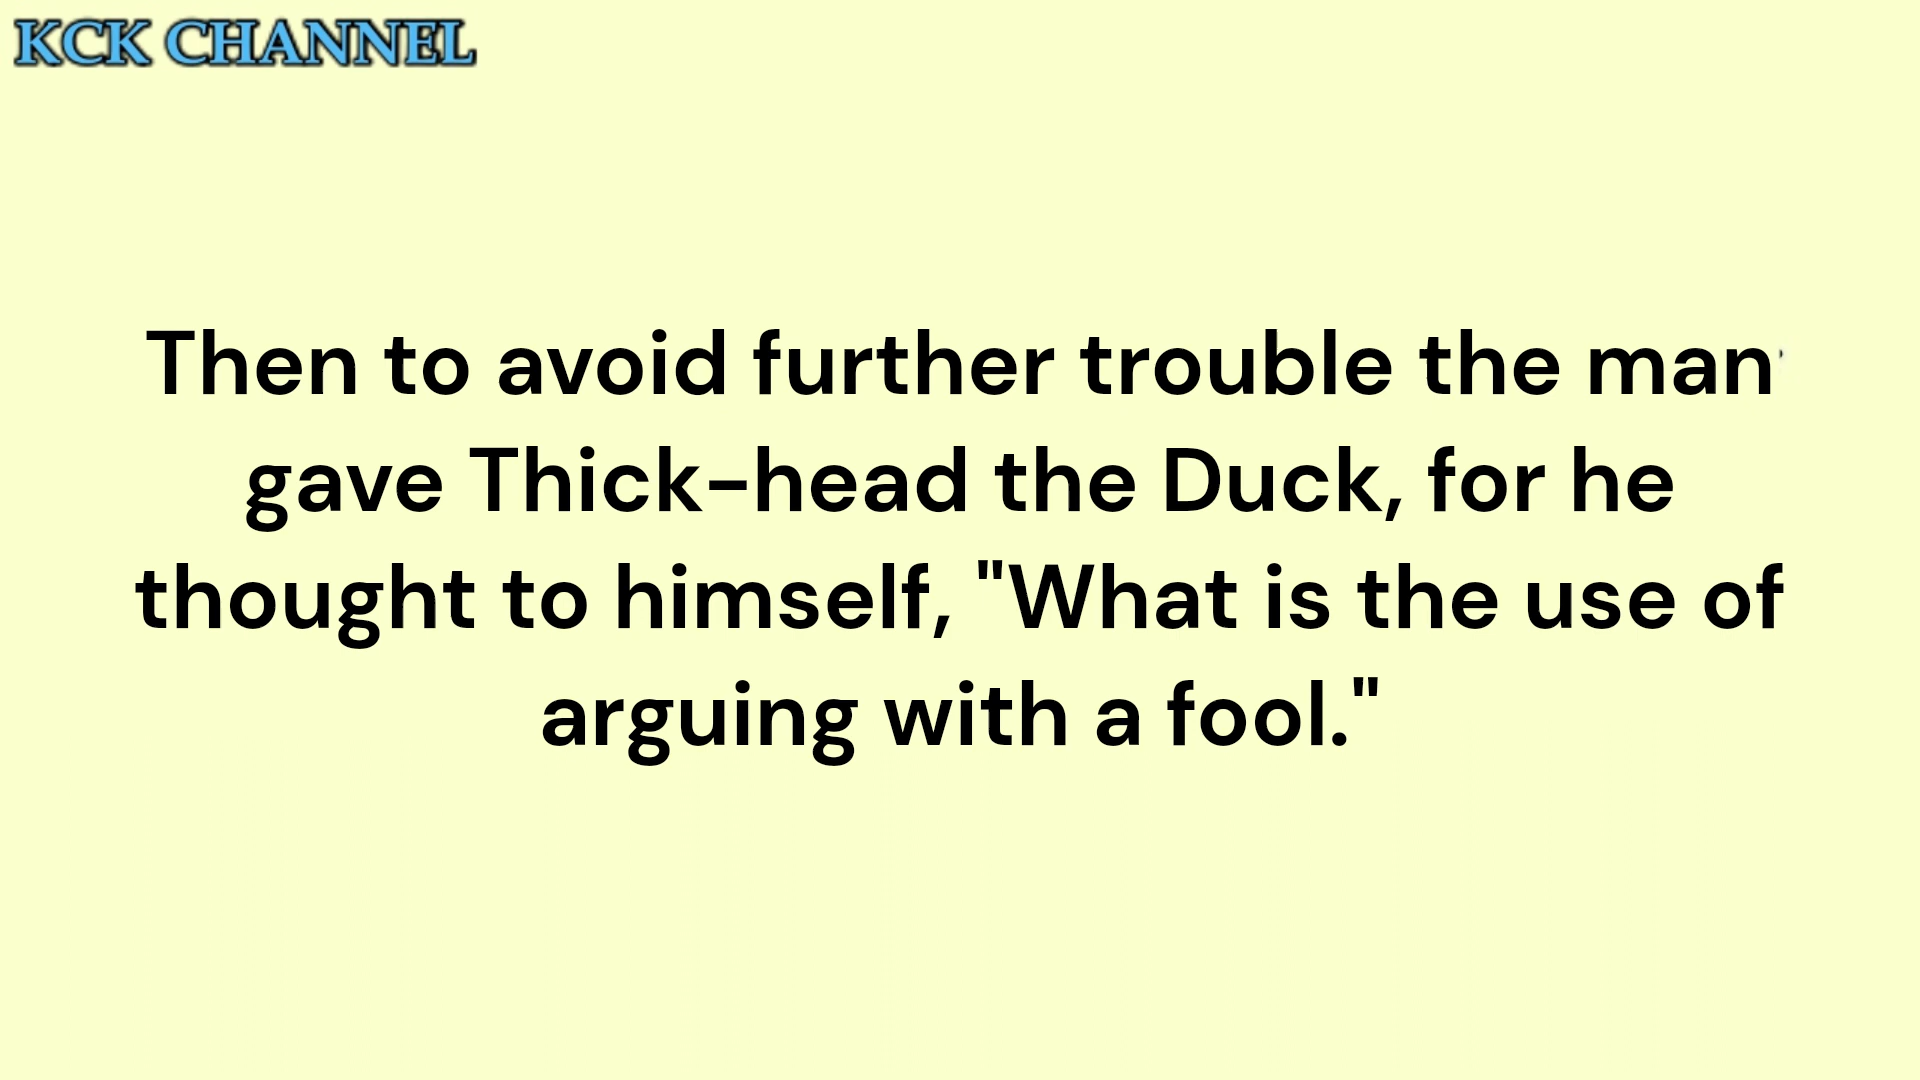 KCK CHANNEL
Then to avoid further trouble the man
gave Thick-head the Duck, for he
thought to himself, "What is the use of
arguing with a fool."